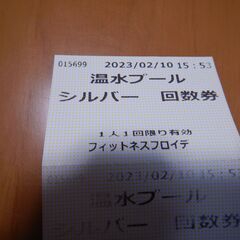 015699 2023/02/10 15:53
温水プール
シルバー 回数券
1人1回限り有効
フィットネスフロイデ
2023/02/10 15:53
温水プール
シルバー 回数券